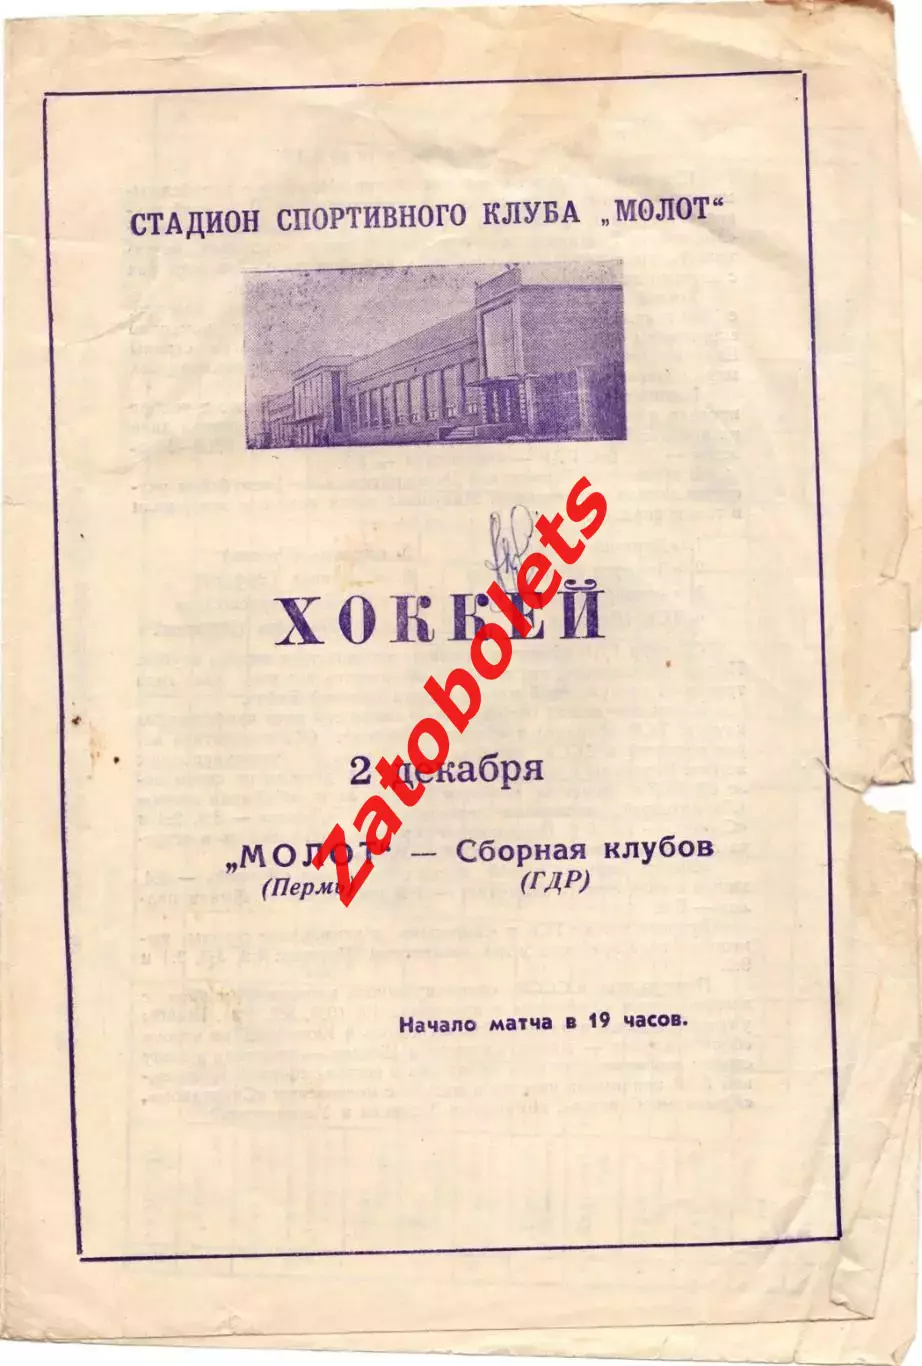 СТАДИОН СПОРТИВНОГО КЛУБА „МОЛОТ“
ХОККЕЙ
2 декабря
„МОЛОТ“ — Сборная клубов
(Пермь) (ГДР)
Начало матча в 19 часов.
Zatobolets